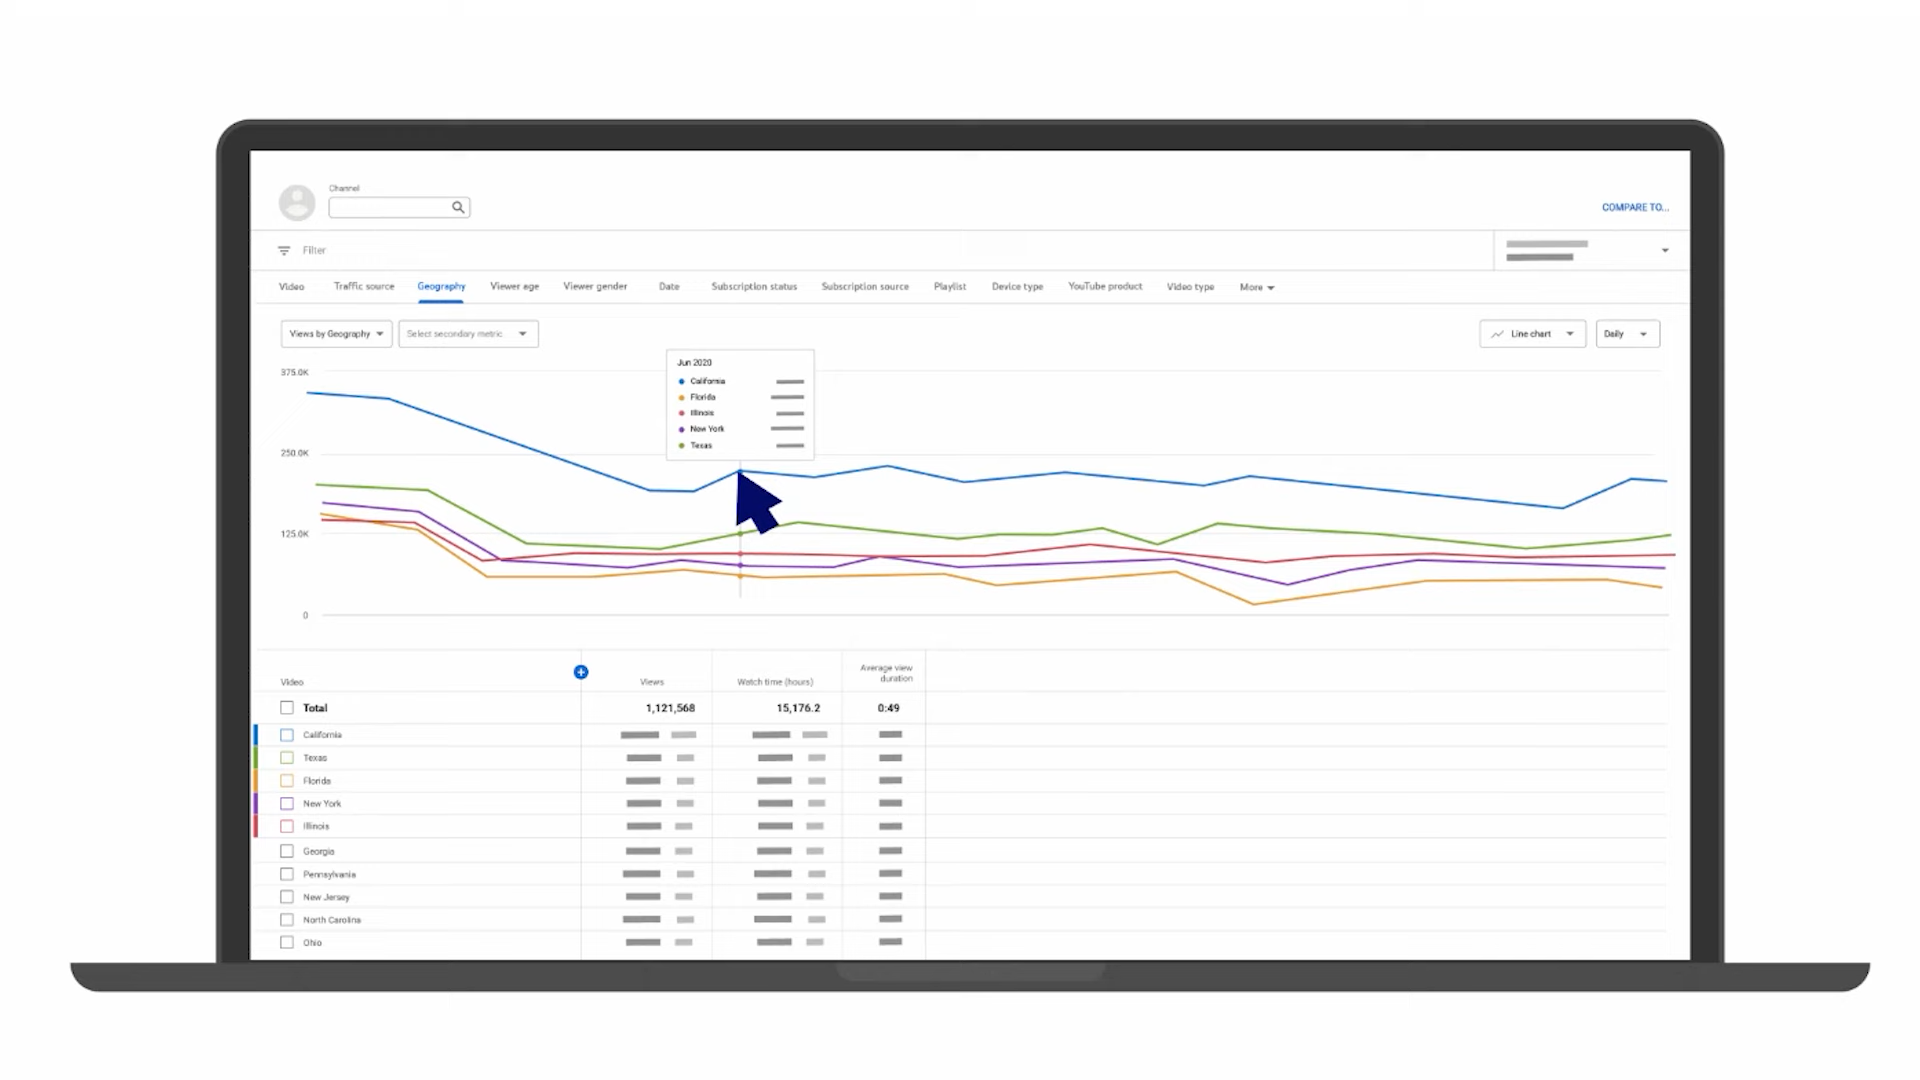 Channel
COMPARE TO...
Filter
Video Traffic source Geography Viewer age Viewer gender Date Subscription status Subscription source Playlist Device type YouTube product Video type More
Views by Geography Select secondary metric Line chart Daily
Jun 2020
California
Florida
Illinois
New York
Texas
375.0K
250.0K
125.0K
0
Video Views Watch time (hours) Average view duration
Total 1,121,568 15,176.2 0:49
California
Texas
Florida
New York
Illinois
Georgia
Pennsylvania
New Jersey
North Carolina
Ohio